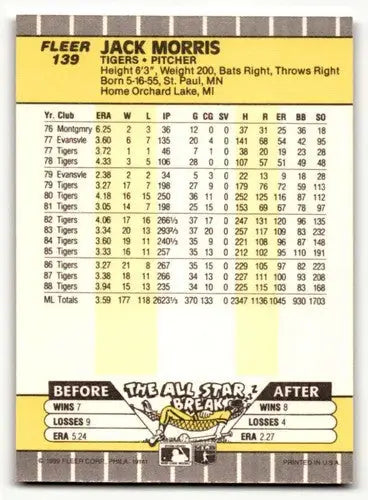 FLEER
139
JACK MORRIS
TIGERS • PITCHER
Height 6'3", Weight 200, Bats Right, Throws Right
Born 5-16-55, St. Paul, MN
Home Orchard Lake, MI
Yr. Club ERA W L IP G CG SV H R ER BB SO
76 Montgmry 6.25 2 3 36 12 0 0 37 31 25 36 18
77 Evansvle 3.60 6 7 135 20 4 0 141 68 54 42 95
77 Tigers 3.72 1 1 46 7 1 0 38 20 19 23 28
78 Tigers 4.33 3 5 106 28 0 0 107 57 51 49 48
79 Evansvle 2.38 2 2 34 5 3 0 22 13 9 18 28
79 Tigers 3.27 17 7 198 27 9 0 179 76 72 59 113
80 Tigers 4.18 16 15 250 36 11 0 252 125 116 87 112
81 Tigers 3.05 14 7 198 25 15 0 153 69 67 78 97
82 Tigers 4.06 17 16 266⅓ 37 17 0 247 131 120 96 135
83 Tigers 3.34 20 13 293⅔ 37 20 0 257 117 109 83 232
84 Tigers 3.60 19 11 240⅓ 35 9 0 221 108 96 87 148
85 Tigers 3.33 16 11 257 35 13 0 212 102 95 110 191
86 Tigers 3.27 21 8 267 35 15 0 229 105 97 82 223
87 Tigers 3.38 18 11 266 34 13 0 227 111 100 93 208
88 Tigers 3.94 15 13 235 34 10 0 225 115 103 83 168
ML Totals 3.59 177 118 2623⅓ 370 133 0 2347 1136 1045 930 1703
BEFORE
THE ALL STAR
BREAK
AFTER
WINS 7
WINS 8
LOSSES 9
LOSSES 4
ERA 5.24
ERA 2.27
© 1989 FLEER CORP. PHILA. 19141
PRINTED IN U.S.A.